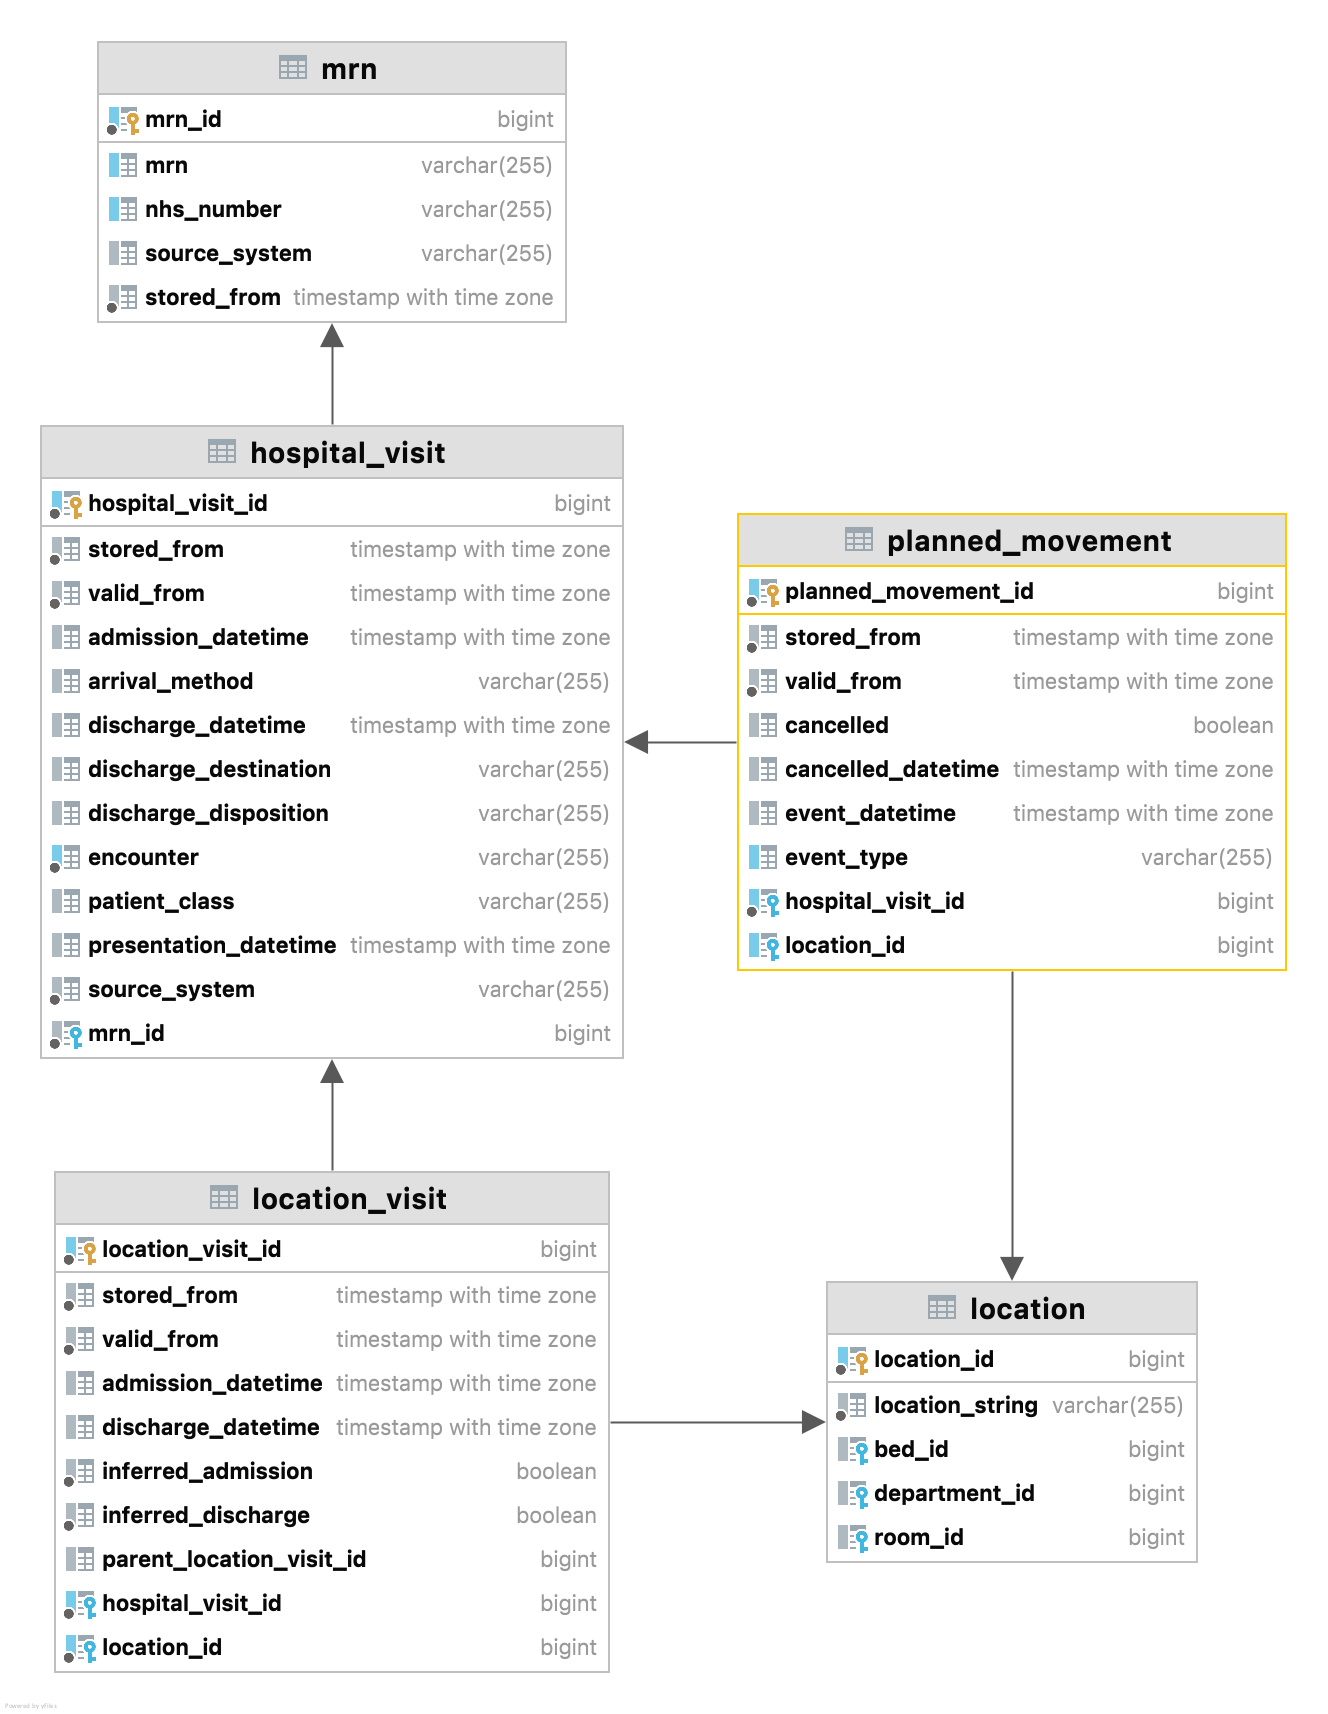 mrn
mrn_id bigint
mrn varchar(255)
nhs_number varchar(255)
source_system varchar(255)
stored_from timestamp with time zone
hospital_visit
hospital_visit_id bigint
stored_from timestamp with time zone
valid_from timestamp with time zone
admission_datetime timestamp with time zone
arrival_method varchar(255)
discharge_datetime timestamp with time zone
discharge_destination varchar(255)
discharge_disposition varchar(255)
encounter varchar(255)
patient_class varchar(255)
presentation_datetime timestamp with time zone
source_system varchar(255)
mrn_id bigint
planned_movement
planned_movement_id bigint
stored_from timestamp with time zone
valid_from timestamp with time zone
cancelled boolean
cancelled_datetime timestamp with time zone
event_datetime timestamp with time zone
event_type varchar(255)
hospital_visit_id bigint
location_id bigint
location_visit
location_visit_id bigint
stored_from timestamp with time zone
valid_from timestamp with time zone
admission_datetime timestamp with time zone
discharge_datetime timestamp with time zone
inferred_admission boolean
inferred_discharge boolean
parent_location_visit_id bigint
hospital_visit_id bigint
location_id bigint
location
location_id bigint
location_string varchar(255)
bed_id bigint
department_id bigint
room_id bigint
Powered by yFiles